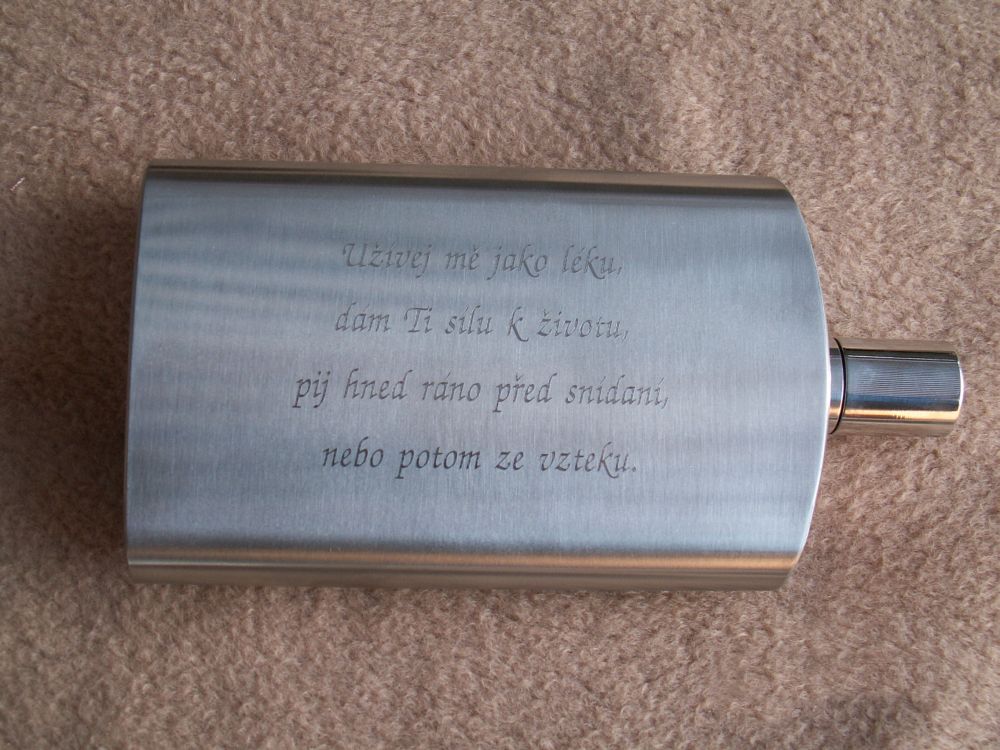 Užívej mě jako léku,
dám Ti sílu k životu,
pij hned ráno před snídaní,
nebo potom ze vzteku.